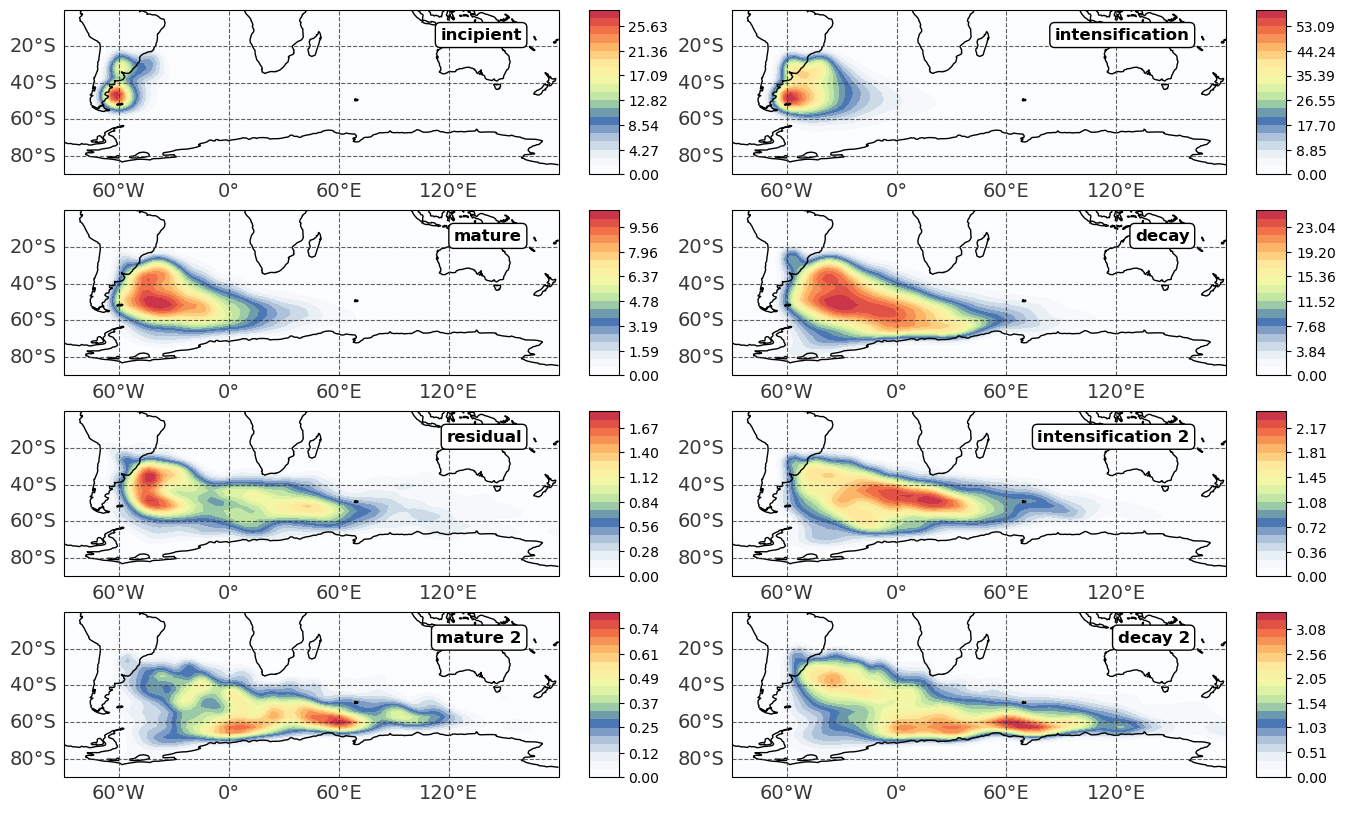 incipient
20°S
40°S
60°S
80°S
60°W
0°
60°E
120°E
25.63
21.36
17.09
12.82
8.54
4.27
0.00
intensification
20°S
40°S
60°S
80°S
60°W
0°
60°E
120°E
53.09
44.24
35.39
26.55
17.70
8.85
0.00
mature
20°S
40°S
60°S
80°S
60°W
0°
60°E
120°E
9.56
7.96
6.37
4.78
3.19
1.59
0.00
decay
20°S
40°S
60°S
80°S
60°W
0°
60°E
120°E
23.04
19.20
15.36
11.52
7.68
3.84
0.00
residual
20°S
40°S
60°S
80°S
60°W
0°
60°E
120°E
1.67
1.40
1.12
0.84
0.56
0.28
0.00
intensification 2
20°S
40°S
60°S
80°S
60°W
0°
60°E
120°E
2.17
1.81
1.45
1.08
0.72
0.36
0.00
mature 2
20°S
40°S
60°S
80°S
60°W
0°
60°E
120°E
0.74
0.61
0.49
0.37
0.25
0.12
0.00
decay 2
20°S
40°S
60°S
80°S
60°W
0°
60°E
120°E
3.08
2.56
2.05
1.54
1.03
0.51
0.00